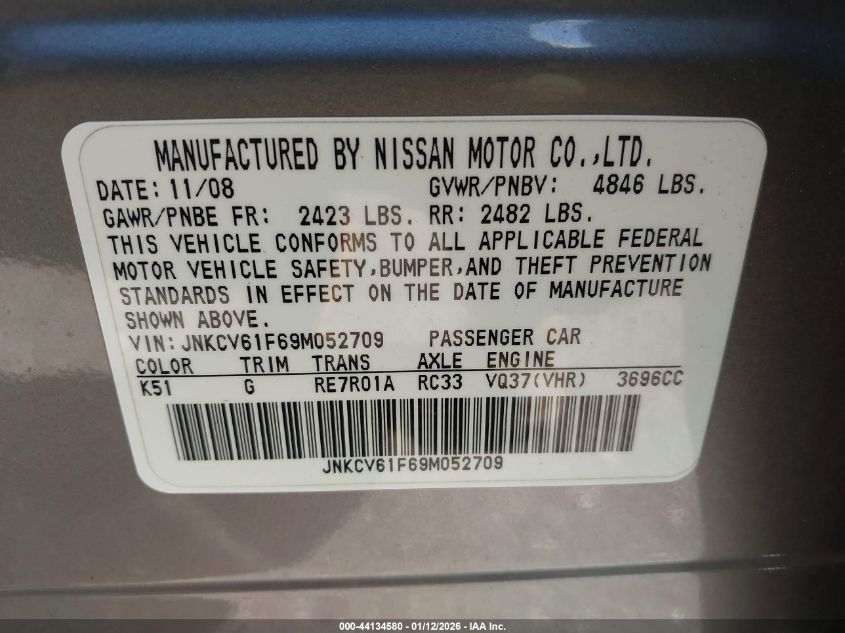 MANUFACTURED BY NISSAN MOTOR CO.,LTD.
DATE: 11/08 GVWR/PNBV: 4846 LBS.
GAWR/PNBE FR: 2423 LBS. RR: 2482 LBS.
THIS VEHICLE CONFORMS TO ALL APPLICABLE FEDERAL
MOTOR VEHICLE SAFETY,BUMPER,AND THEFT PREVENTION
STANDARDS IN EFFECT ON THE DATE OF MANUFACTURE
SHOWN ABOVE.
VIN: JNKCV61F69M052709 PASSENGER CAR
COLOR TRIM TRANS AXLE ENGINE
K51 G RE7R01A RC33 VQ37(VHR) 3696CC
JNKCV61F69M052709
000-44134580 - 01/12/2026 - IAA Inc.